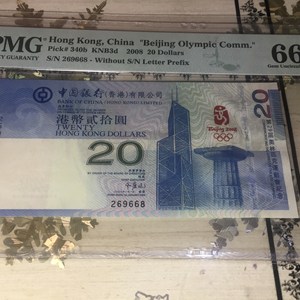 PMG
Hong Kong, China "Beijing Olympic Comm."
Pick# 340b KNB3d 2008 20 Dollars
S/N 269668 - Without S/N Letter Prefix
66
中國銀行(香港)有限公司
BANK OF CHINA (HONG KONG) LIMITED
港幣貳拾圓
TWENTY
HONG KONG DOLLARS
20
20
Beijing 2008
269668